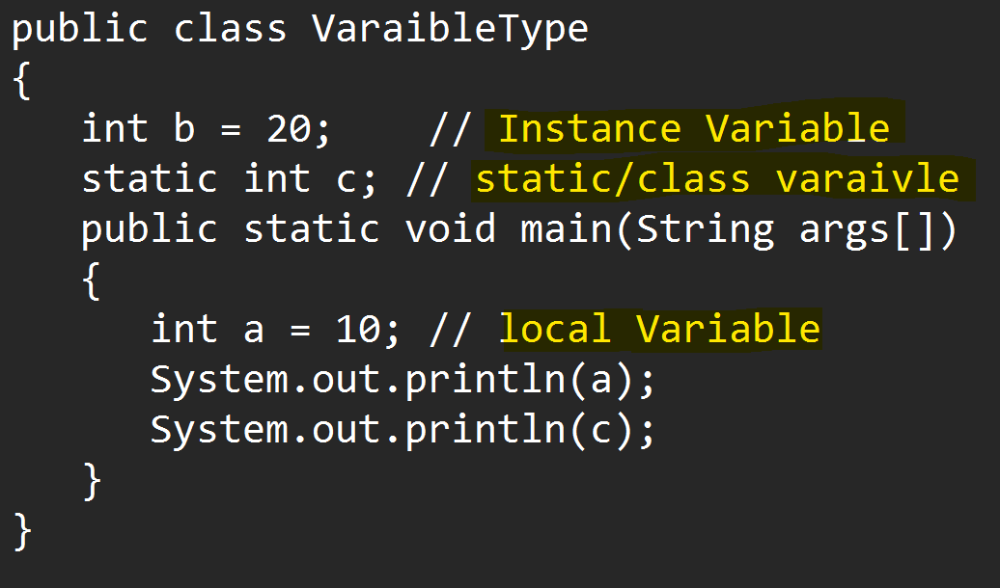 public class VaraibleType
{
int b = 20; // Instance Variable
static int c; // static/class varaivle
public static void main(String args[])
{
int a = 10; // local Variable
System.out.println(a);
System.out.println(c);
}
}